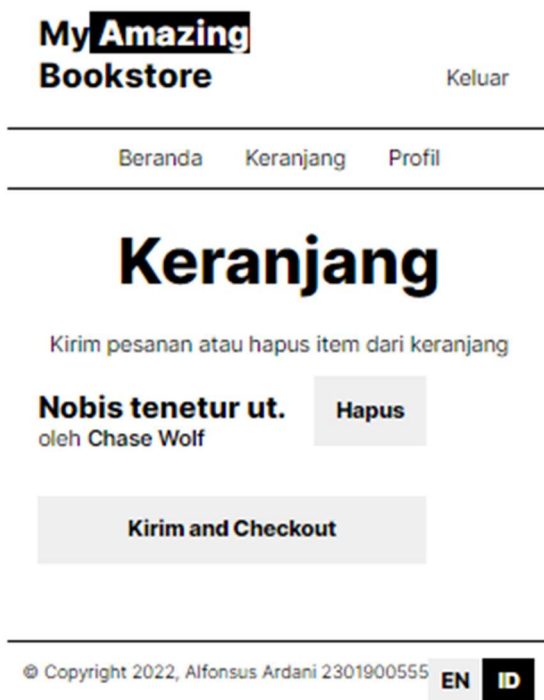 My Amazing
Bookstore
Keluar
Beranda Keranjang Profil
Keranjang
Kirim pesanan atau hapus item dari keranjang
Nobis tenetur ut.
Hapus
oleh Chase Wolf
Kirim and Checkout
© Copyright 2022, Alfonsus Ardani 2301900555
EN ID